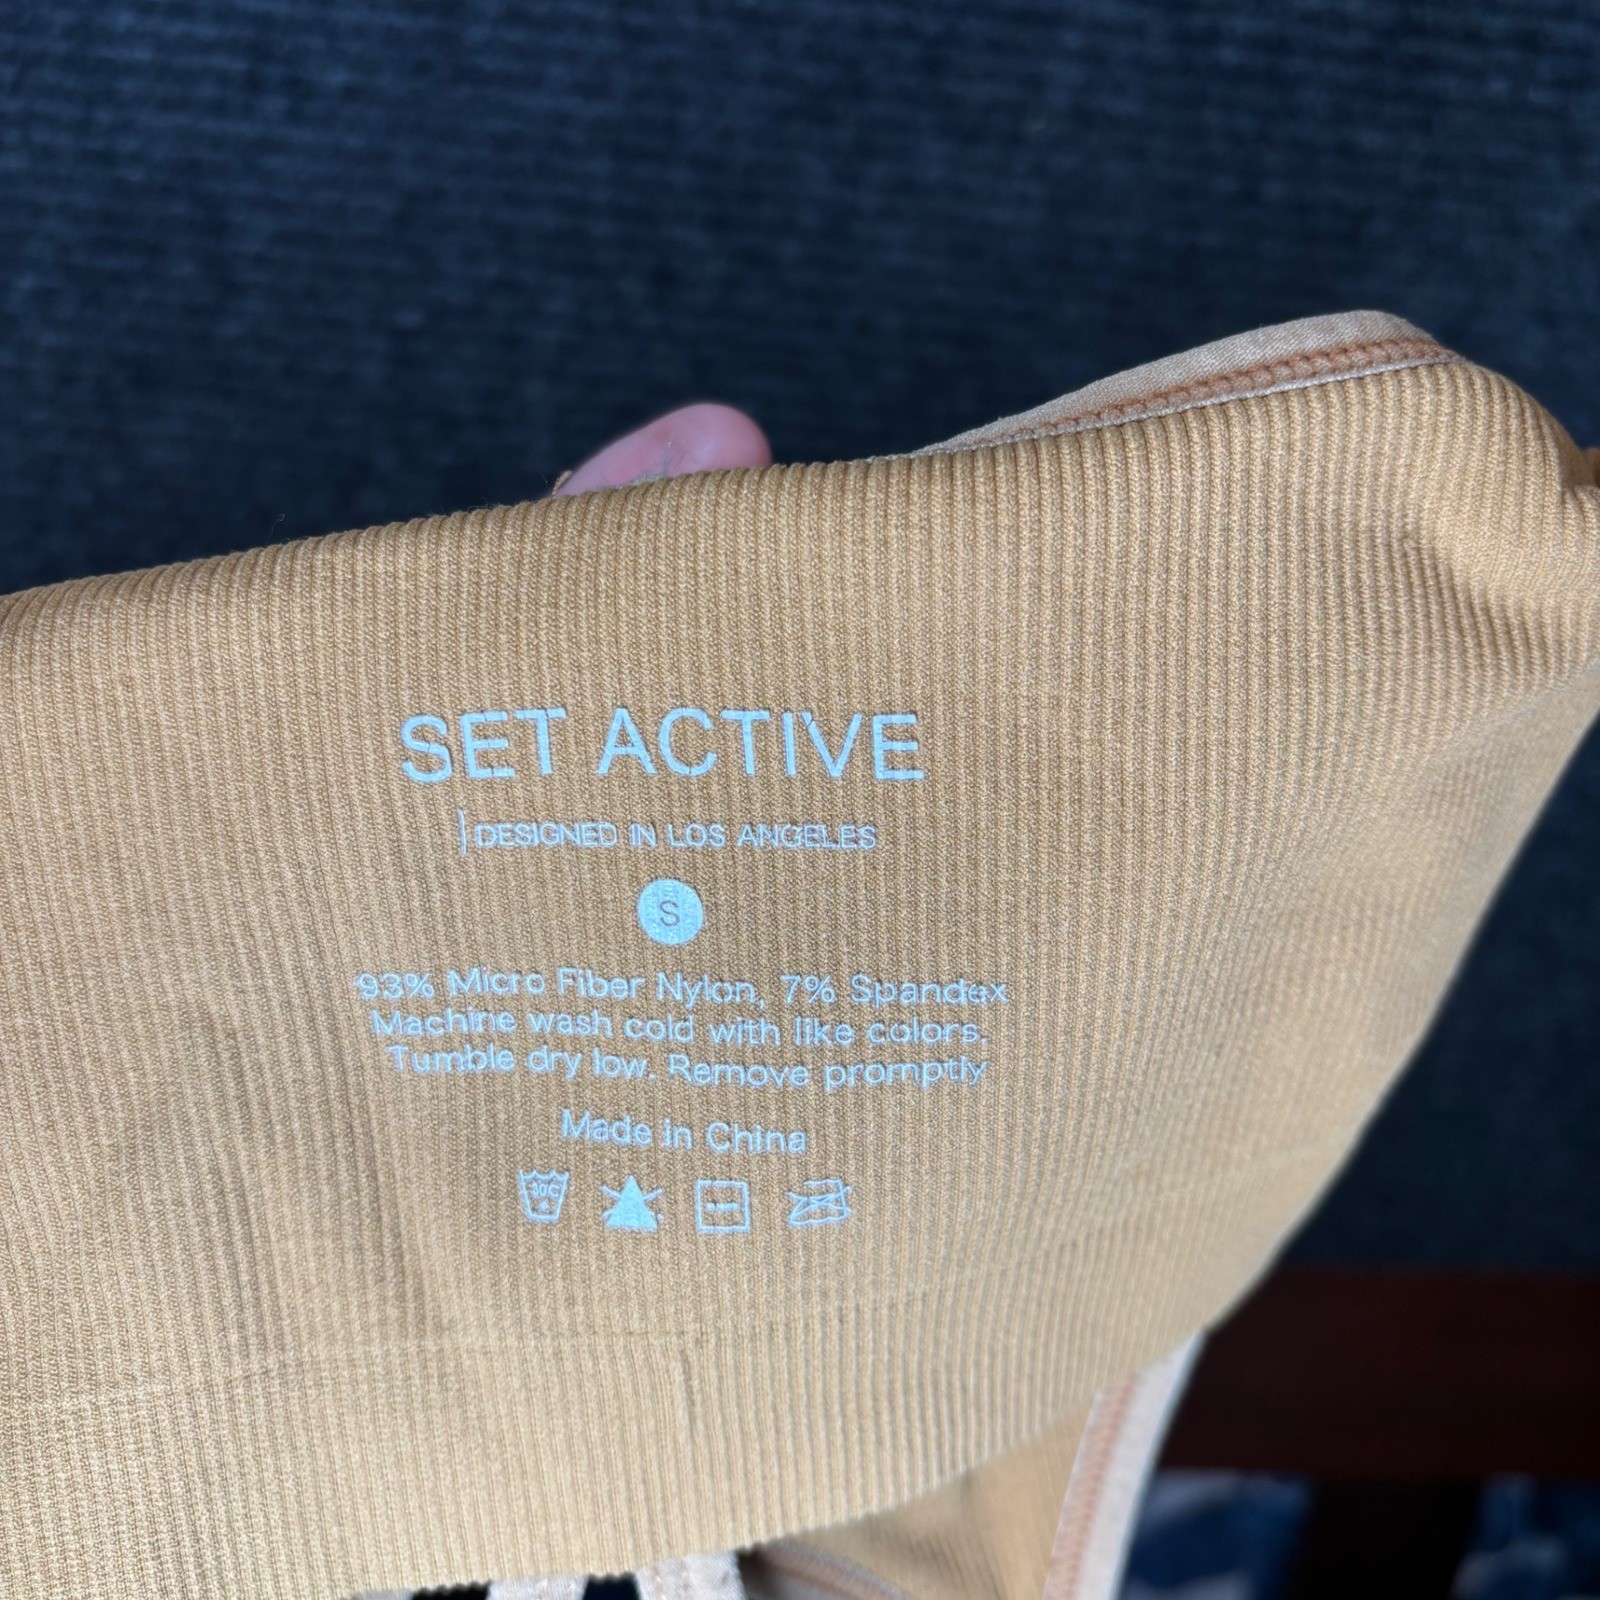 SET ACTIVE
DESIGNED IN LOS ANGELES
S
93% Micro Fiber Nylon, 7% Spandex
Machine wash cold with like colors.
Tumble dry low. Remove promptly
Made in China
30C